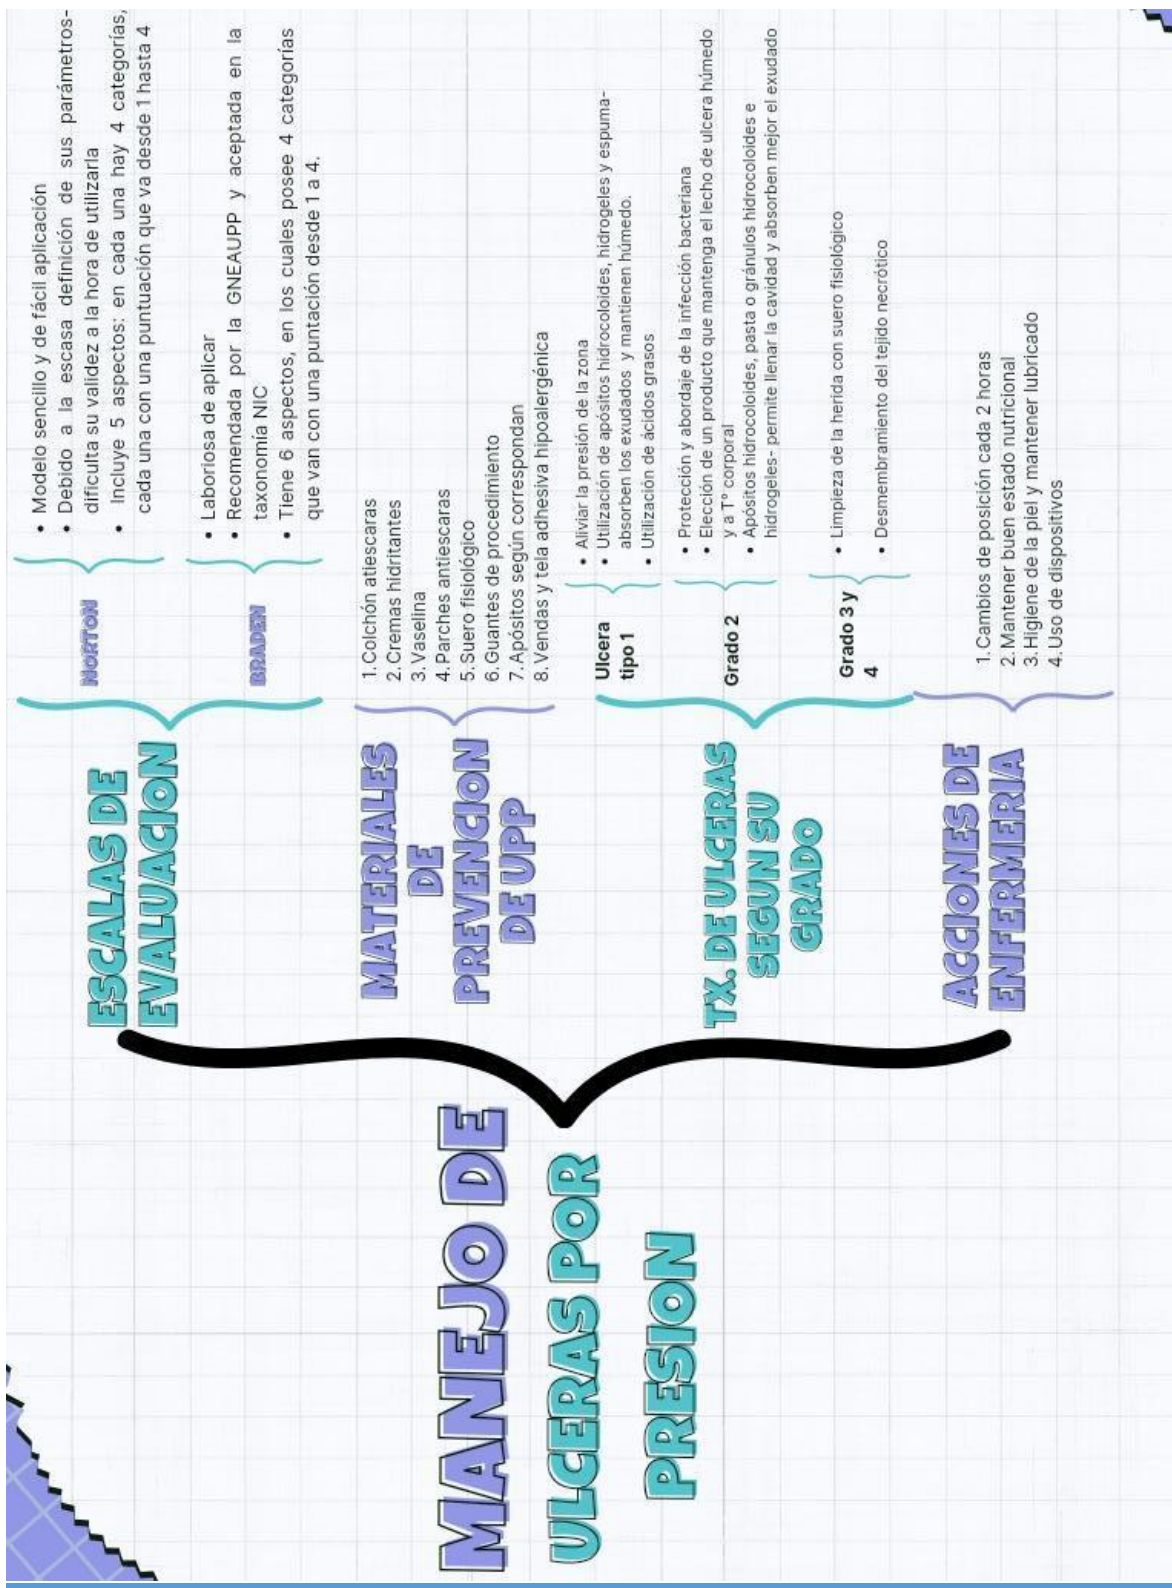 MANEJO DE
ULCERAS POR
PRESION
ESCALAS DE
EVALUACION
NORTON
• Modelo sencillo y de fácil aplicación
• Debido a la escasa definición de sus parámetros-
dificulta su validez a la hora de utilizarla
• Incluye 5 aspectos: en cada una hay 4 categorías,
cada una con una puntuación que va desde 1 hasta 4
BRADEN
• Laboriosa de aplicar
• Recomendada por la GNEAUPP y aceptada en la
taxonomía NIC
• Tiene 6 aspectos, en los cuales posee 4 categorías
que van con una puntación desde 1 a 4.
MATERIALES
DE
PREVENCION
DE UPP
1. Colchón atiescaras
2. Cremas hidritantes
3. Vaselina
4. Parches antiescaras
5. Suero fisiológico
6. Guantes de procedimiento
7. Apósitos según correspondan
8. Vendas y tela adhesiva hipoalergénica
TX. DE ULCERAS
SEGUN SU
GRADO
Ulcera
tipo 1
• Aliviar la presión de la zona
• Utilización de apósitos hidrocoloides, hidrogeles y espuma-
absorben los exudados y mantienen húmedo.
• Utilización de ácidos grasos
Grado 2
• Protección y abordaje de la infección bacteriana
• Elección de un producto que mantenga el lecho de ulcera húmedo
y a T° corporal
• Apósitos hidrocoloides, pasta o gránulos hidrocoloides e
hidrogeles- permite llenar la cavidad y absorben mejor el exudado
Grado 3 y
4
• Limpieza de la herida con suero fisiológico
• Desmembramiento del tejido necrótico
ACCIONES DE
ENFERMERIA
1. Cambios de posición cada 2 horas
2. Mantener buen estado nutricional
3. Higiene de la piel y mantener lubricado
4. Uso de dispositivos